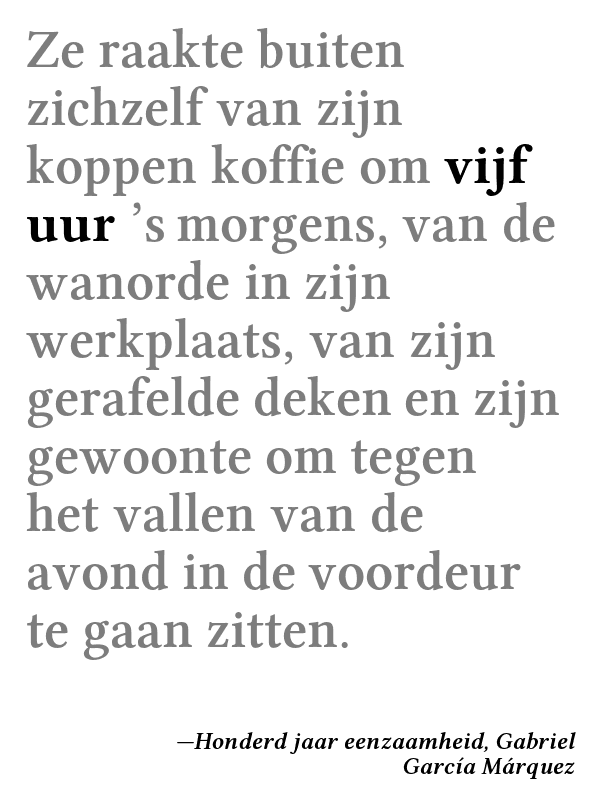 Ze raakte buiten
zichzelf van zijn
koppen koffie om vijf
uur ’s morgens, van de
wanorde in zijn
werkplaats, van zijn
gerafelde deken en zijn
gewoonte om tegen
het vallen van de
avond in de voordeur
te gaan zitten.
—Honderd jaar eenzaamheid, Gabriel
García Márquez